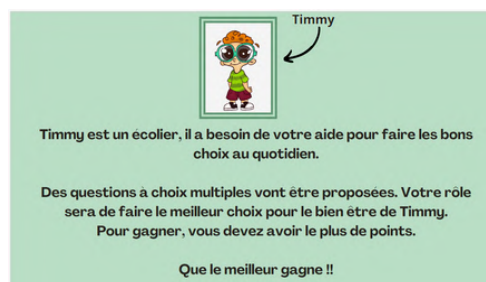 Timmy
Timmy est un écolier, il a besoin de votre aide pour faire les bons
choix au quotidien.
Des questions à choix multiples vont être proposées. Votre rôle
sera de faire le meilleur choix pour le bien être de Timmy.
Pour gagner, vous devez avoir le plus de points.
Que le meilleur gagne !!